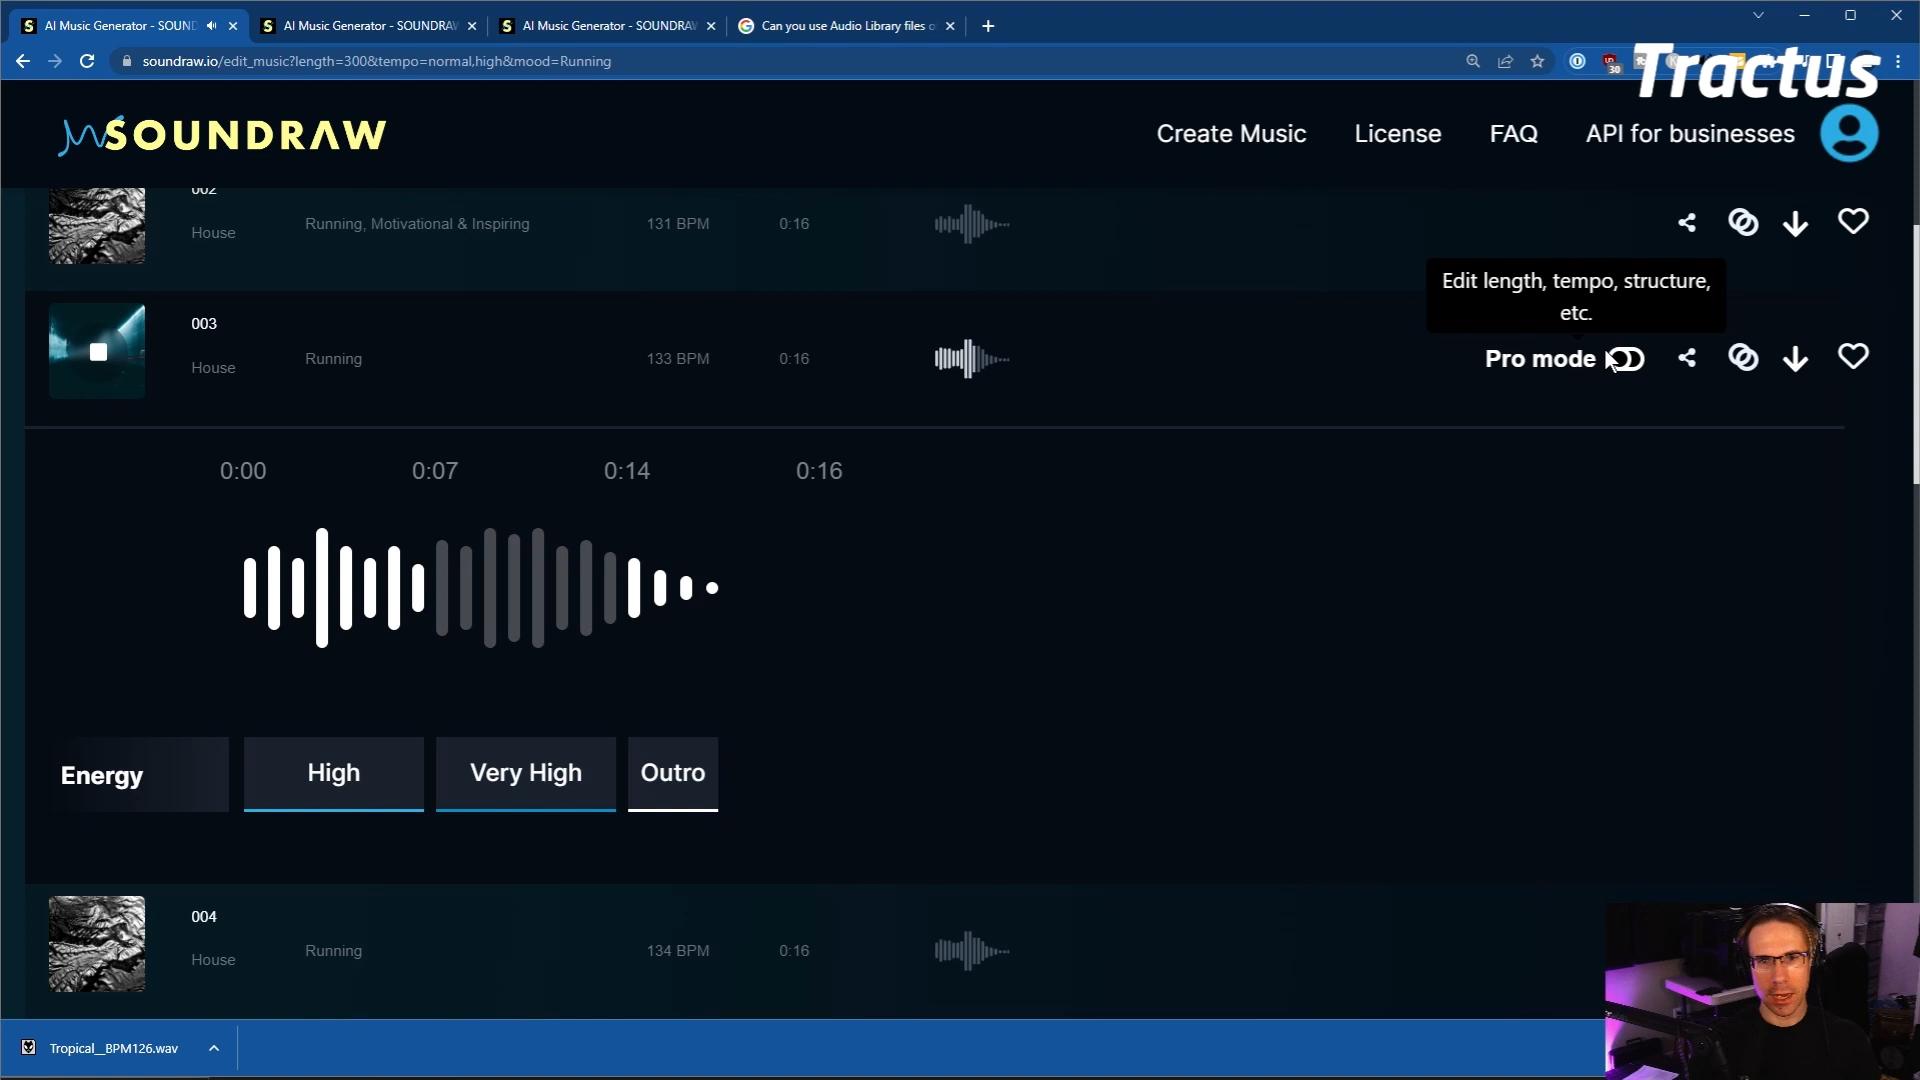 AI Music Generator - SOUND
AI Music Generator - SOUNDRAW
AI Music Generator - SOUNDRAW
Can you use Audio Library files o
soundraw.io/edit_music?length=300&tempo=normal,high&mood=Running
30
Tractus
SOUNDRAW
Create Music
License
FAQ
API for businesses
002
House
Running, Motivational & Inspiring
131 BPM
0:16
Edit length, tempo, structure,
etc.
003
House
Running
133 BPM
0:16
Pro mode
0:00
0:07
0:14
0:16
Energy
High
Very High
Outro
004
House
Running
134 BPM
0:16
Tropical__BPM126.wav